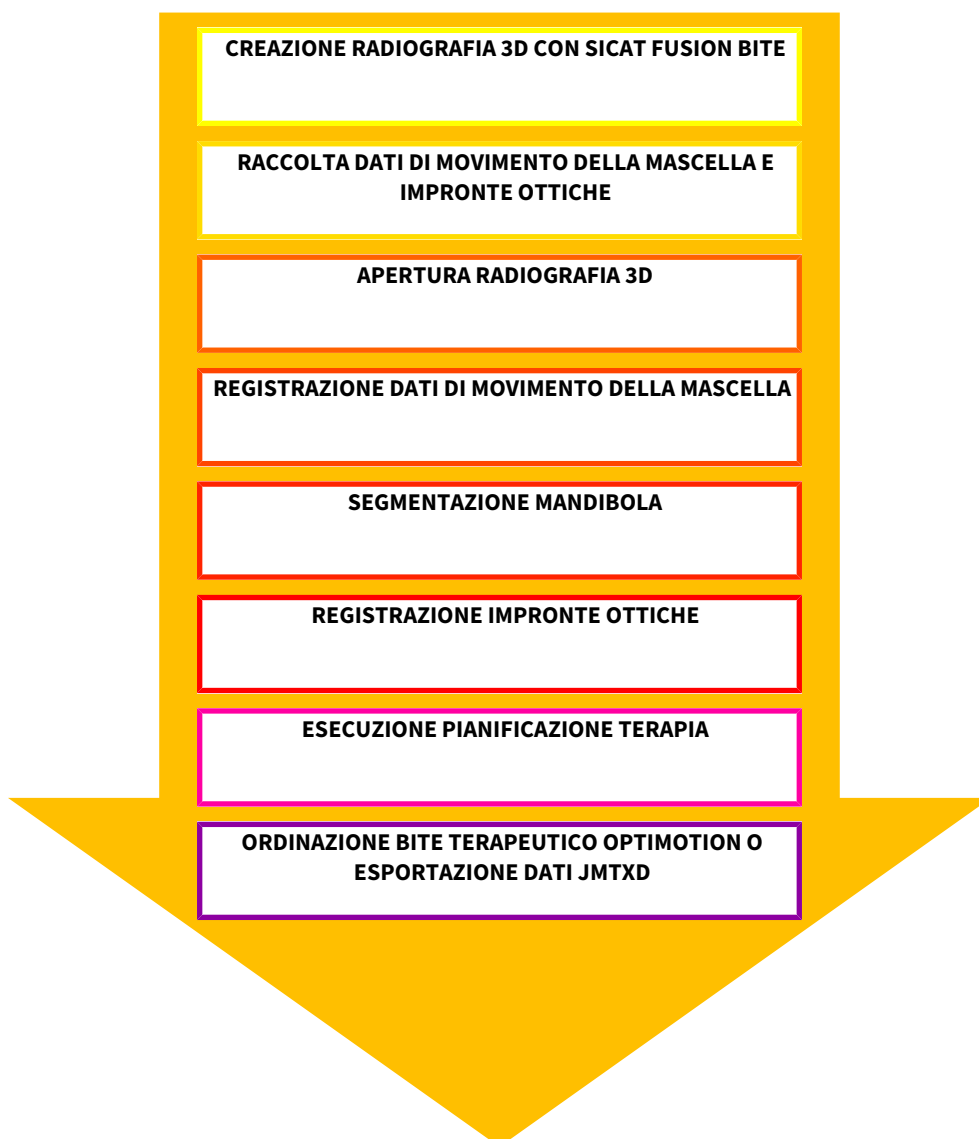 CREAZIONE RADIOGRAFIA 3D CON SICAT FUSION BITE
RACCOLTA DATI DI MOVIMENTO DELLA MASCELLA E
IMPRONTE OTTICHE
APERTURA RADIOGRAFIA 3D
REGISTRAZIONE DATI DI MOVIMENTO DELLA MASCELLA
SEGMENTAZIONE MANDIBOLA
REGISTRAZIONE IMPRONTE OTTICHE
ESECUZIONE PIANIFICAZIONE TERAPIA
ORDINAZIONE BITE TERAPEUTICO OPTIMOTION O
ESPORTAZIONE DATI JMTXD